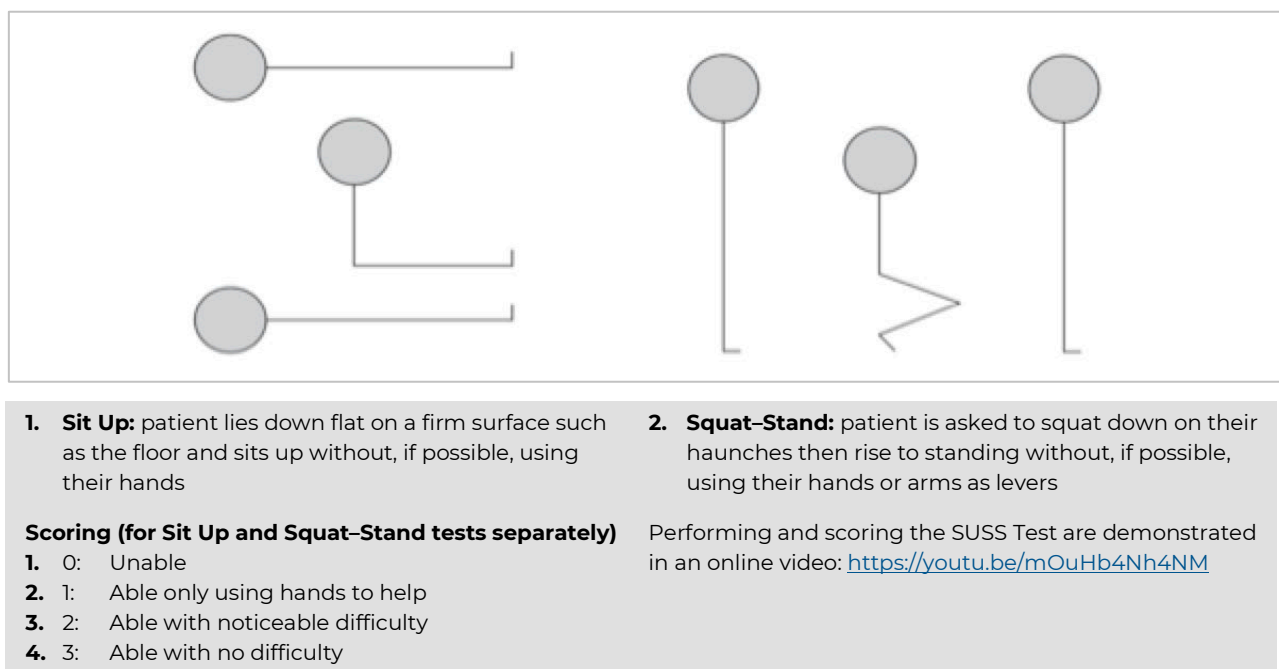 1. Sit Up: patient lies down flat on a firm surface such
as the floor and sits up without, if possible, using
their hands
Scoring (for Sit Up and Squat–Stand tests separately)
1. 0: Unable
2. 1: Able only using hands to help
3. 2: Able with noticeable difficulty
4. 3: Able with no difficulty
2. Squat–Stand: patient is asked to squat down on their
haunches then rise to standing without, if possible,
using their hands or arms as levers
Performing and scoring the SUSS Test are demonstrated
in an online video: https://youtu.be/mOuHb4Nh4NM